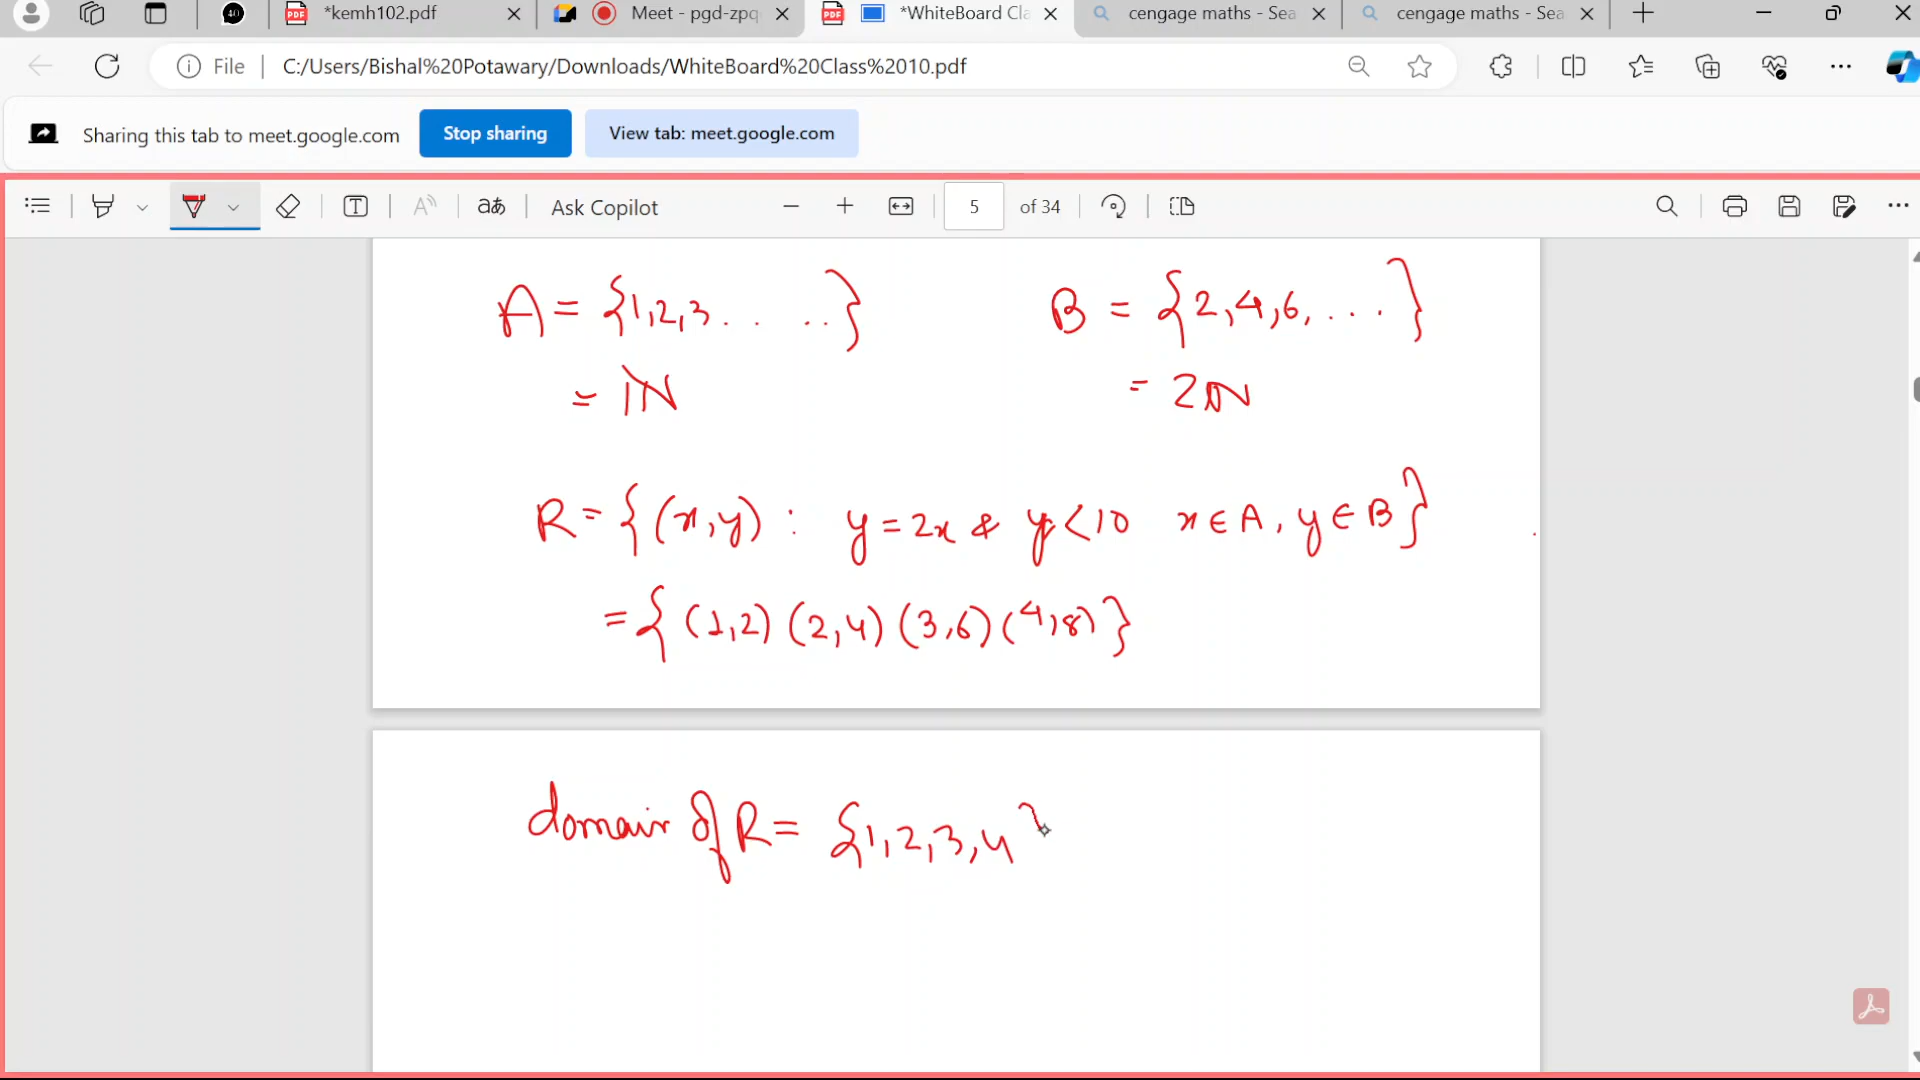 40 *kemh102.pdf Meet - pgd-zpq *WhiteBoard Cla cengage maths - Sea cengage maths - Sea
File C:/Users/Bishal%20Potawary/Downloads/WhiteBoard%20Class%2010.pdf
Sharing this tab to meet.google.com Stop sharing View tab: meet.google.com
T aあ Ask Copilot 5 of 34
A = {1,2,3. . . ..} B = {2,4,6, ....}
= ℕ = 2ℕ
R = {(x,y) : y = 2x & y < 10 x ∈ A, y ∈ B}
= { (1,2) (2,4) (3,6) (4,8) }
domain of R = {1,2,3,4}